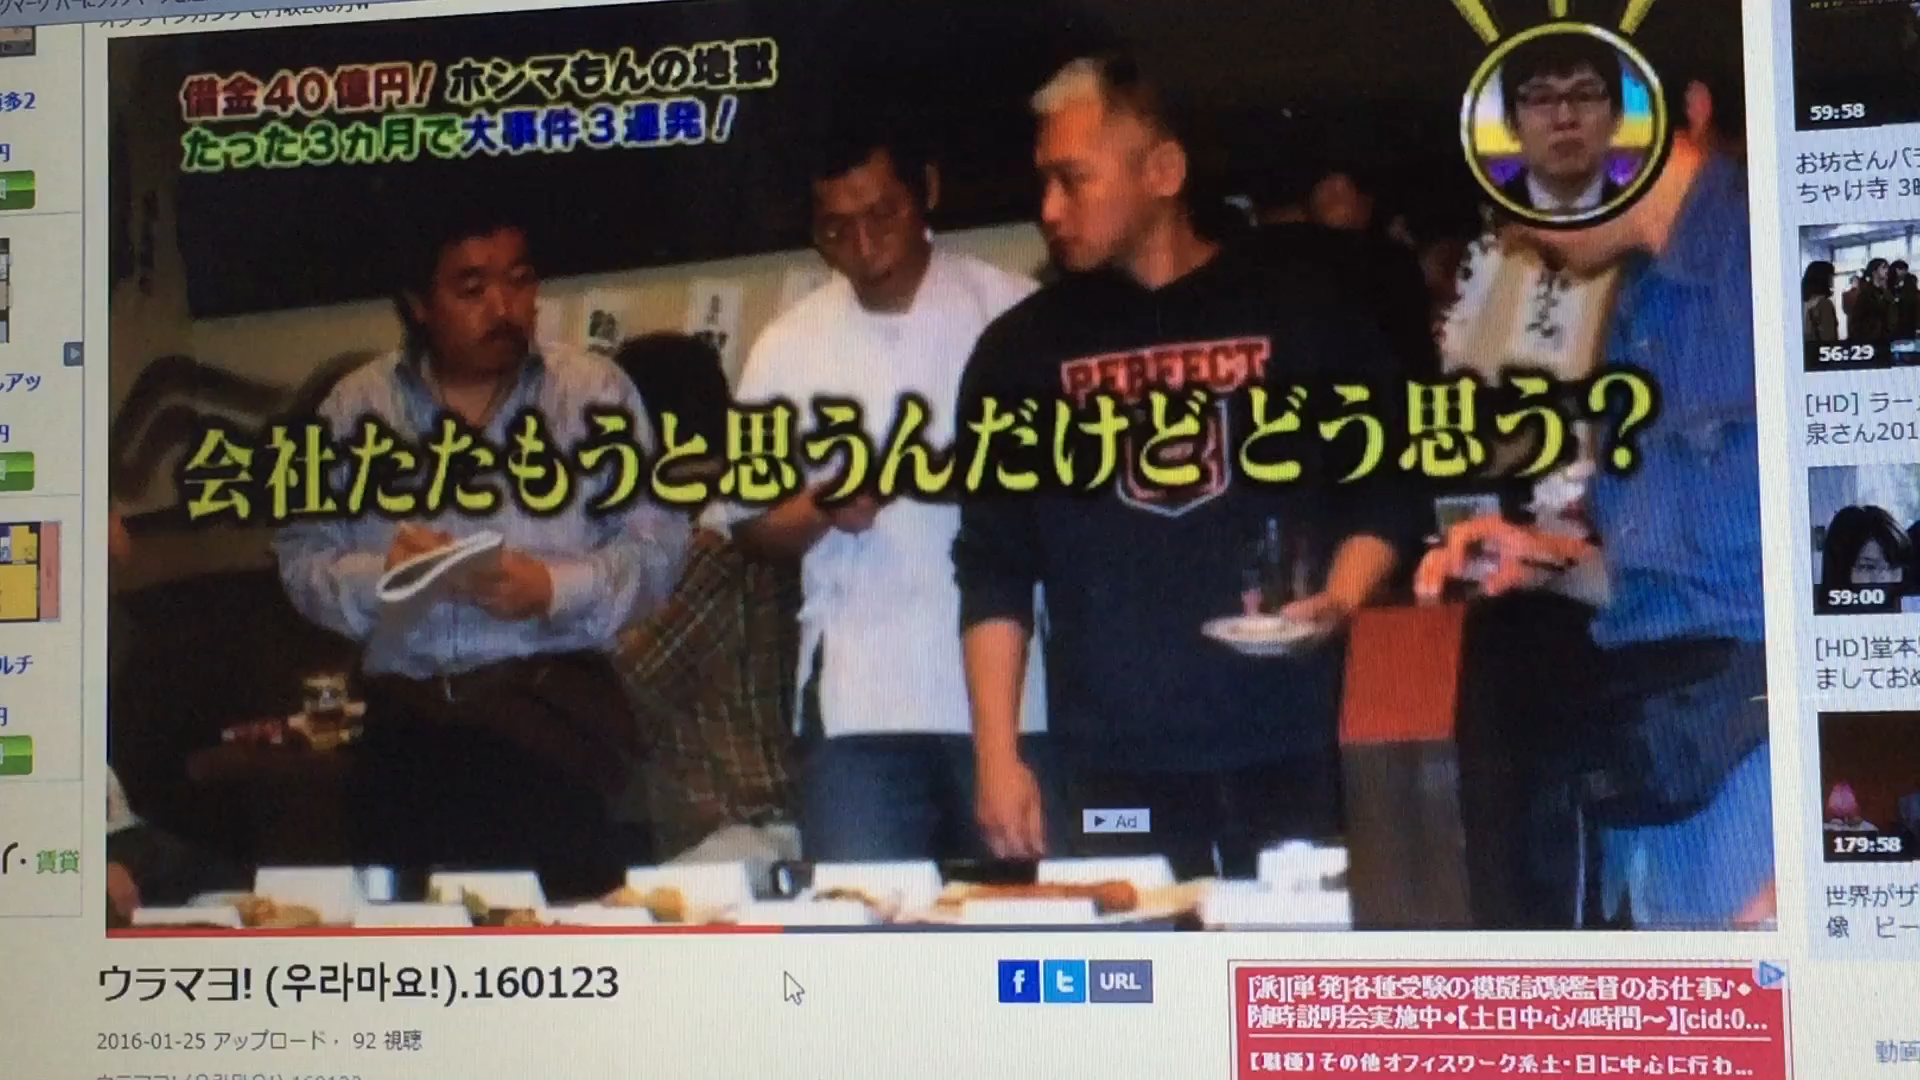 借金40億円! ホンマもんの地獄
たった3ヵ月で大事件3連発!
PERFECT
会社たたもうと思うんだけど どう思う?
Ad
ウラマヨ! (우라마요!).160123
2016-01-25 アップロード・ 92 視聴
f
t
URL
[派][単発]各種受験の模擬試験監督のお仕事♪◆
随時説明会実施中◆【土日中心/4時間～】[cid:0...
【職種】その他オフィスワーク系土・日に中心に行わ...
賃貸
59:58
お坊さんバラ
ちゃけ寺 3時
56:29
[HD] ラー
泉さん201
59:00
[HD]堂本
ましておめ
179:58
世界がザ
像 ビー
動画